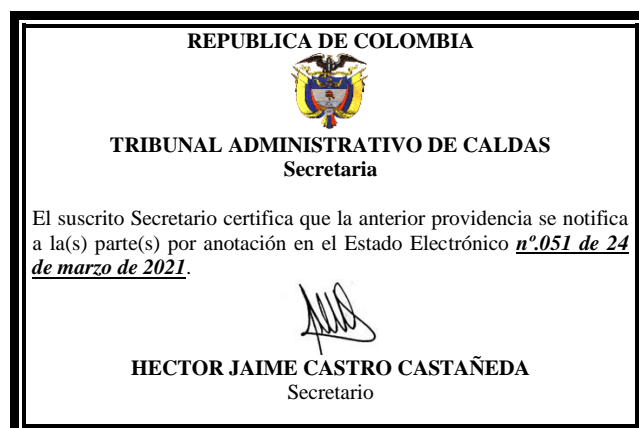 REPUBLICA DE COLOMBIA
TRIBUNAL ADMINISTRATIVO DE CALDAS
Secretaria
El suscrito Secretario certifica que la anterior providencia se notifica
a la(s) parte(s) por anotación en el Estado Electrónico nº.051 de 24
de marzo de 2021.
HECTOR JAIME CASTRO CASTAÑEDA
Secretario